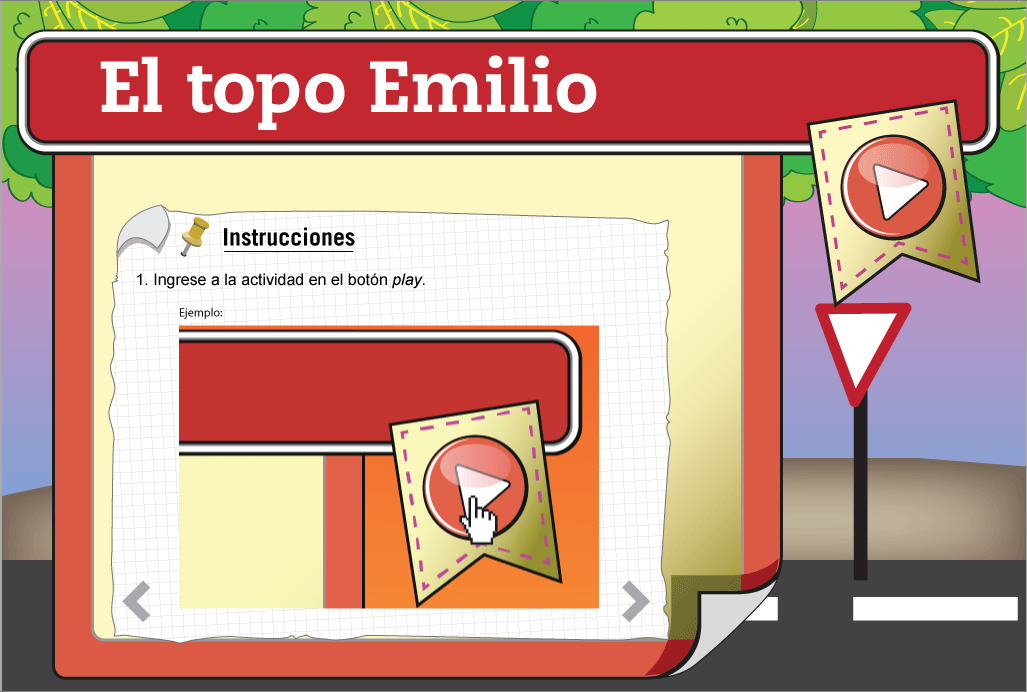 El topo Emilio
Instrucciones
1. Ingrese a la actividad en el botón play.
Ejemplo: